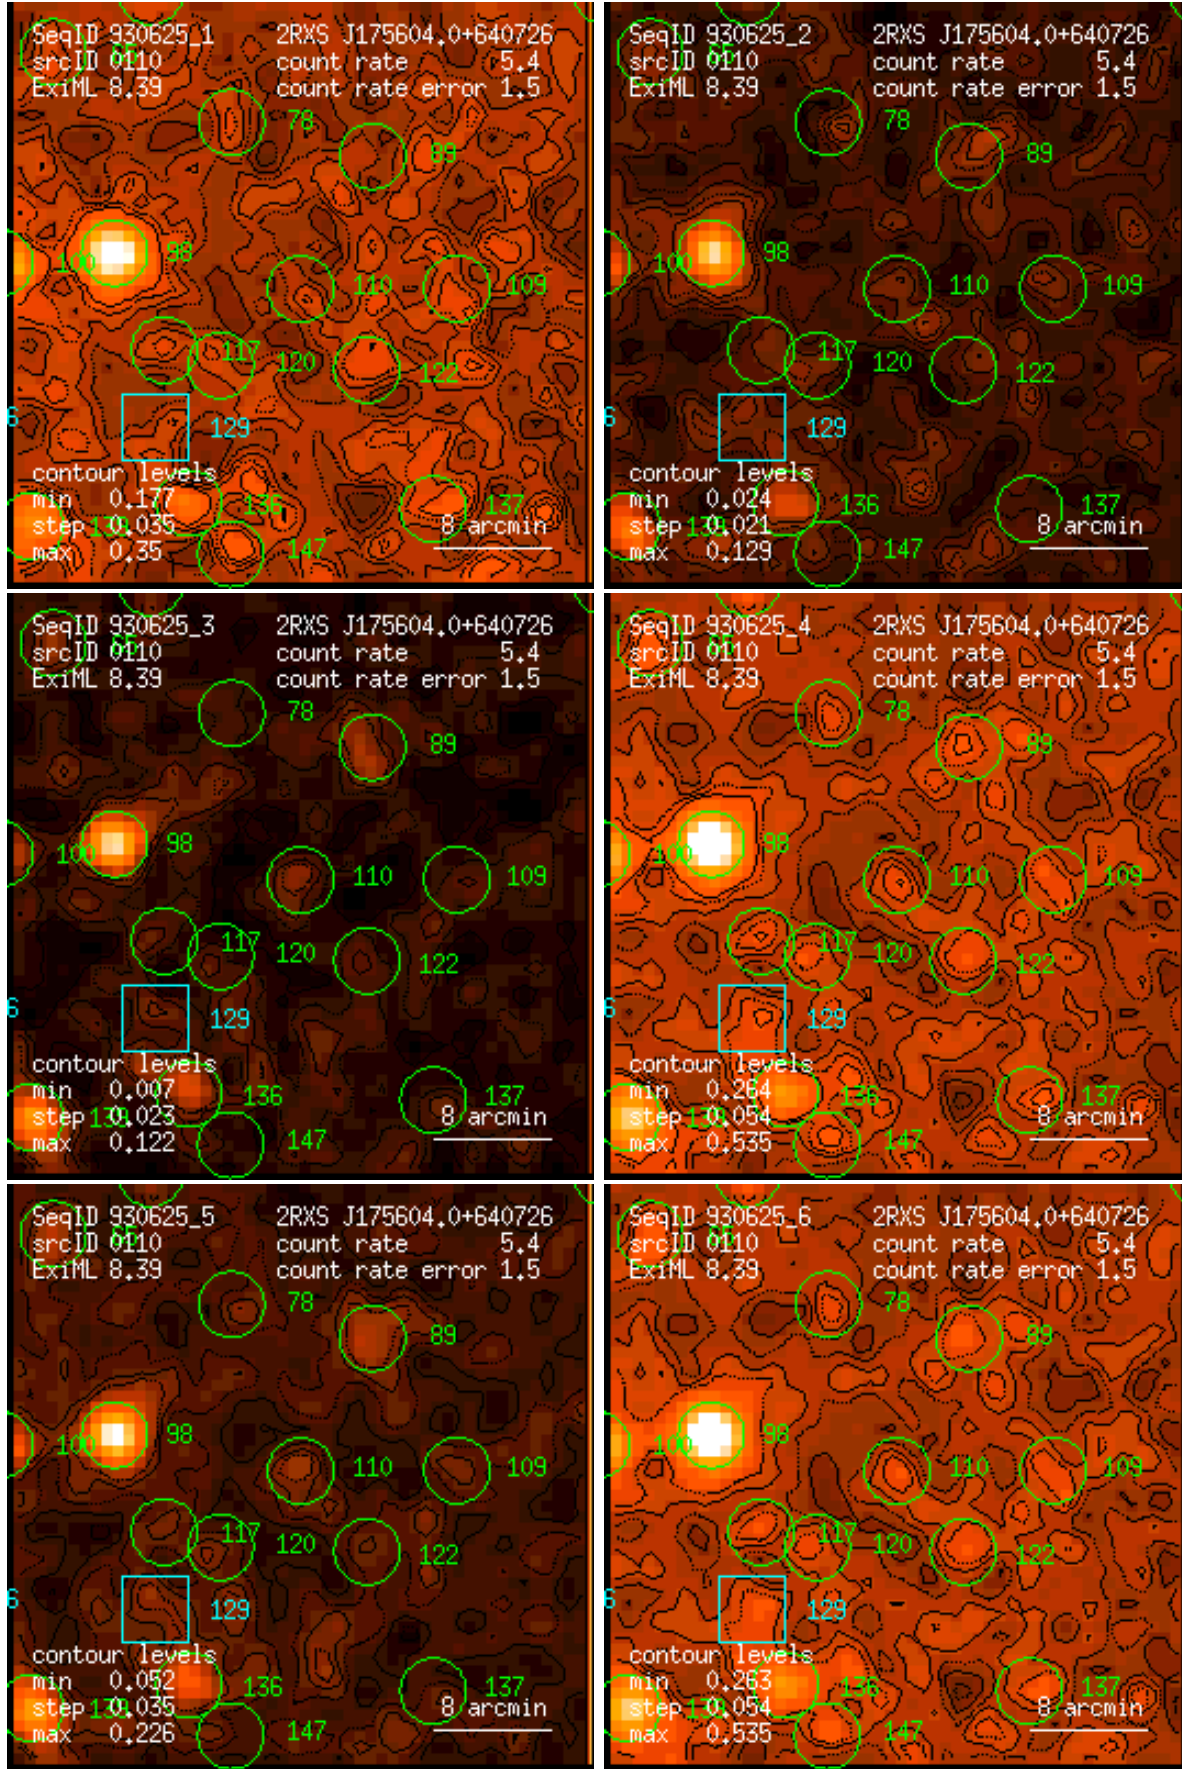 SeqID 930625_1 2RXS J175604.0+640726
srcID 0110 count rate 5.4
ExiML 8.39 count rate error 1.5
78
89
98
100
110
109
117
120
122
129
6
contour levels
min 0.177
step 0.035
max 0.35
136
137
147
8 arcmin
SeqID 930625_2 2RXS J175604.0+640726
srcID 0110 count rate 5.4
ExiML 8.39 count rate error 1.5
78
89
98
100
110
109
117
120
122
129
6
contour levels
min 0.024
step 0.021
max 0.129
136
137
147
8 arcmin
SeqID 930625_3 2RXS J175604.0+640726
srcID 0110 count rate 5.4
ExiML 8.39 count rate error 1.5
78
89
98
100
110
109
117
120
122
129
6
contour levels
min 0.007
step 0.023
max 0.122
136
137
147
8 arcmin
SeqID 930625_4 2RXS J175604.0+640726
srcID 0110 count rate 5.4
ExiML 8.39 count rate error 1.5
78
89
98
100
110
109
117
120
122
129
6
contour levels
min 0.264
step 0.054
max 0.535
136
137
147
8 arcmin
SeqID 930625_5 2RXS J175604.0+640726
srcID 0110 count rate 5.4
ExiML 8.39 count rate error 1.5
78
89
98
100
110
109
117
120
122
129
6
contour levels
min 0.052
step 0.035
max 0.226
136
137
147
8 arcmin
SeqID 930625_6 2RXS J175604.0+640726
srcID 0110 count rate 5.4
ExiML 8.39 count rate error 1.5
78
89
98
100
110
109
117
120
122
129
6
contour levels
min 0.263
step 0.054
max 0.535
136
137
147
8 arcmin